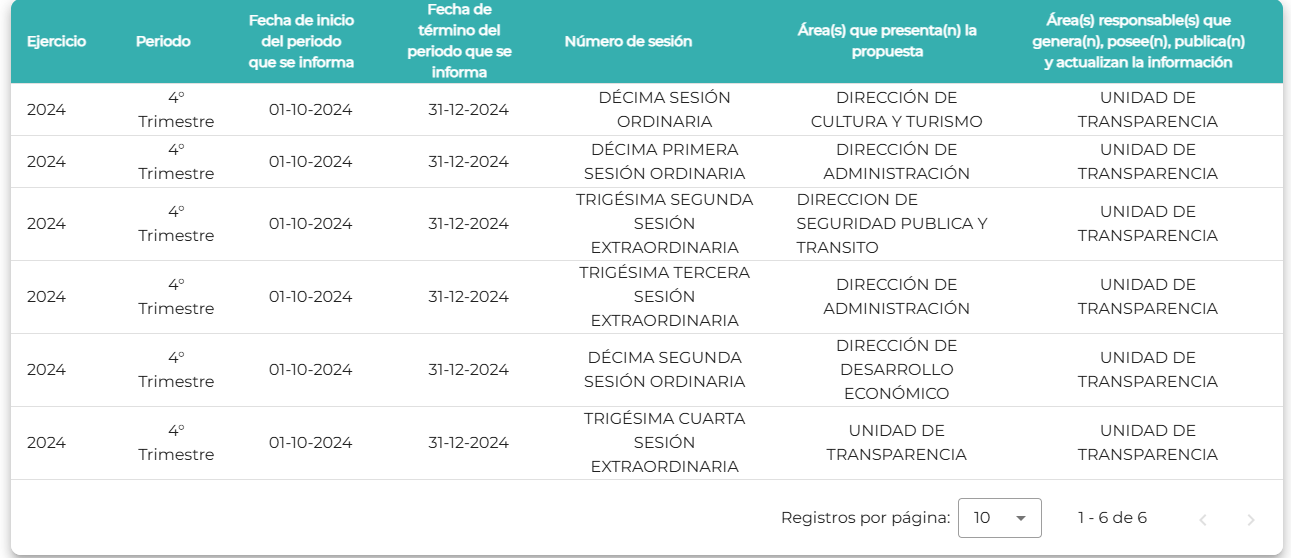 Ejercicio
Periodo
Fecha de inicio
del periodo
que se informa
Fecha de
término del
periodo que se
informa
Número de sesión
Área(s) que presenta(n) la
propuesta
Área(s) responsable(s) que
genera(n), posee(n), publica(n)
y actualizan la información
2024
4°
Trimestre
01-10-2024
31-12-2024
DÉCIMA SESIÓN
ORDINARIA
DIRECCIÓN DE
CULTURA Y TURISMO
UNIDAD DE
TRANSPARENCIA
2024
4°
Trimestre
01-10-2024
31-12-2024
DÉCIMA PRIMERA
SESIÓN ORDINARIA
DIRECCIÓN DE
ADMINISTRACIÓN
UNIDAD DE
TRANSPARENCIA
2024
4°
Trimestre
01-10-2024
31-12-2024
TRIGÉSIMA SEGUNDA
SESIÓN
EXTRAORDINARIA
DIRECCION DE
SEGURIDAD PUBLICA Y
TRANSITO
UNIDAD DE
TRANSPARENCIA
2024
4°
Trimestre
01-10-2024
31-12-2024
TRIGÉSIMA TERCERA
SESIÓN
EXTRAORDINARIA
DIRECCIÓN DE
ADMINISTRACIÓN
UNIDAD DE
TRANSPARENCIA
2024
4°
Trimestre
01-10-2024
31-12-2024
DÉCIMA SEGUNDA
SESIÓN ORDINARIA
DIRECCIÓN DE
DESARROLLO
ECONÓMICO
UNIDAD DE
TRANSPARENCIA
2024
4°
Trimestre
01-10-2024
31-12-2024
TRIGÉSIMA CUARTA
SESIÓN
EXTRAORDINARIA
UNIDAD DE
TRANSPARENCIA
UNIDAD DE
TRANSPARENCIA
Registros por página: 10 1 - 6 de 6